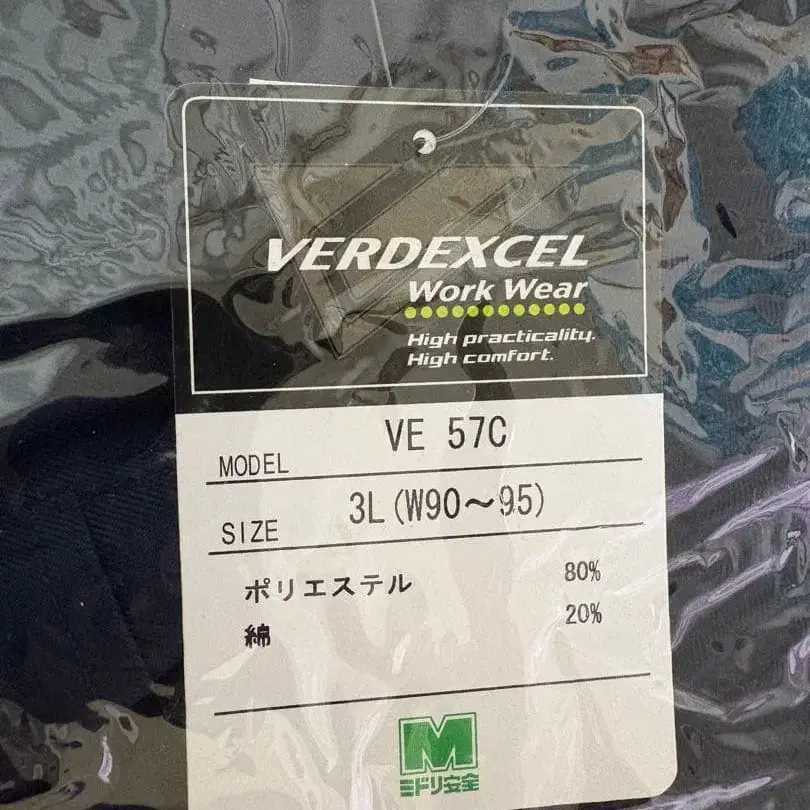 VERDEXCEL
Work Wear
High practicality.
High comfort.
MODEL VE 57C
SIZE 3L(W90～95)
ポリエステル 80%
綿 20%
M
ミドリ安全